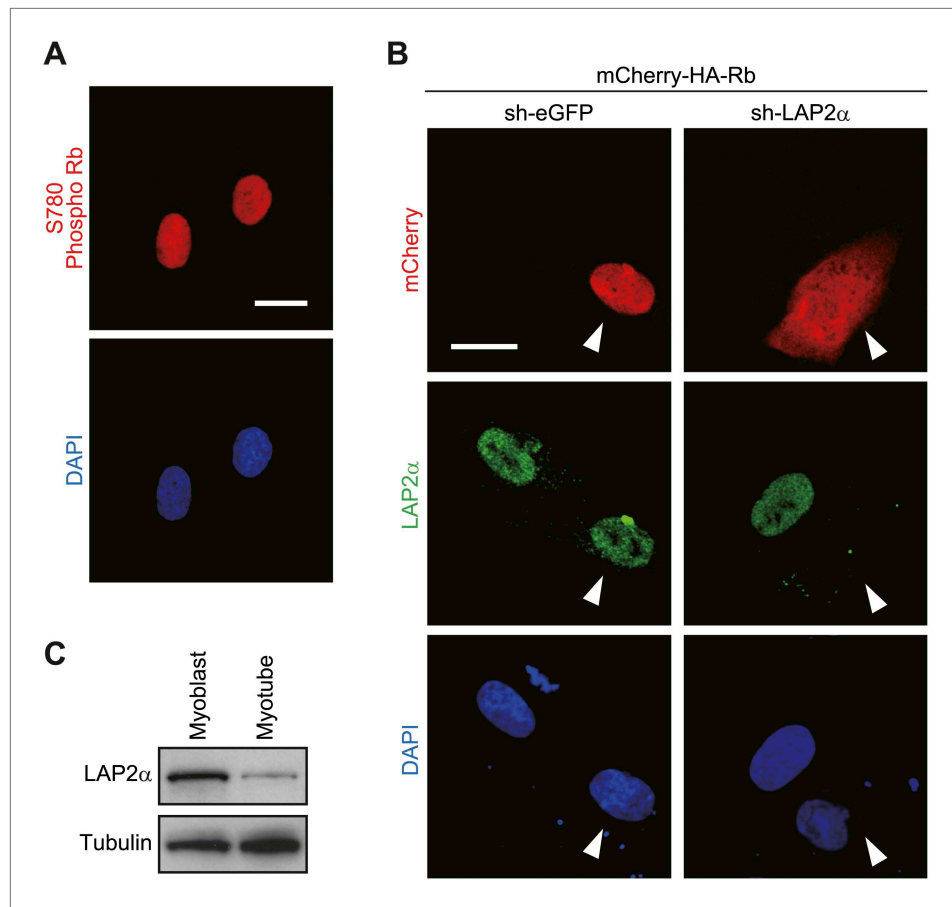 A
S780
Phospho Rb
DAPI
B
mCherry-HA-Rb
sh-eGFP
sh-LAP2α
mCherry
LAP2α
DAPI
C
Myoblast
Myotube
LAP2α
Tubulin